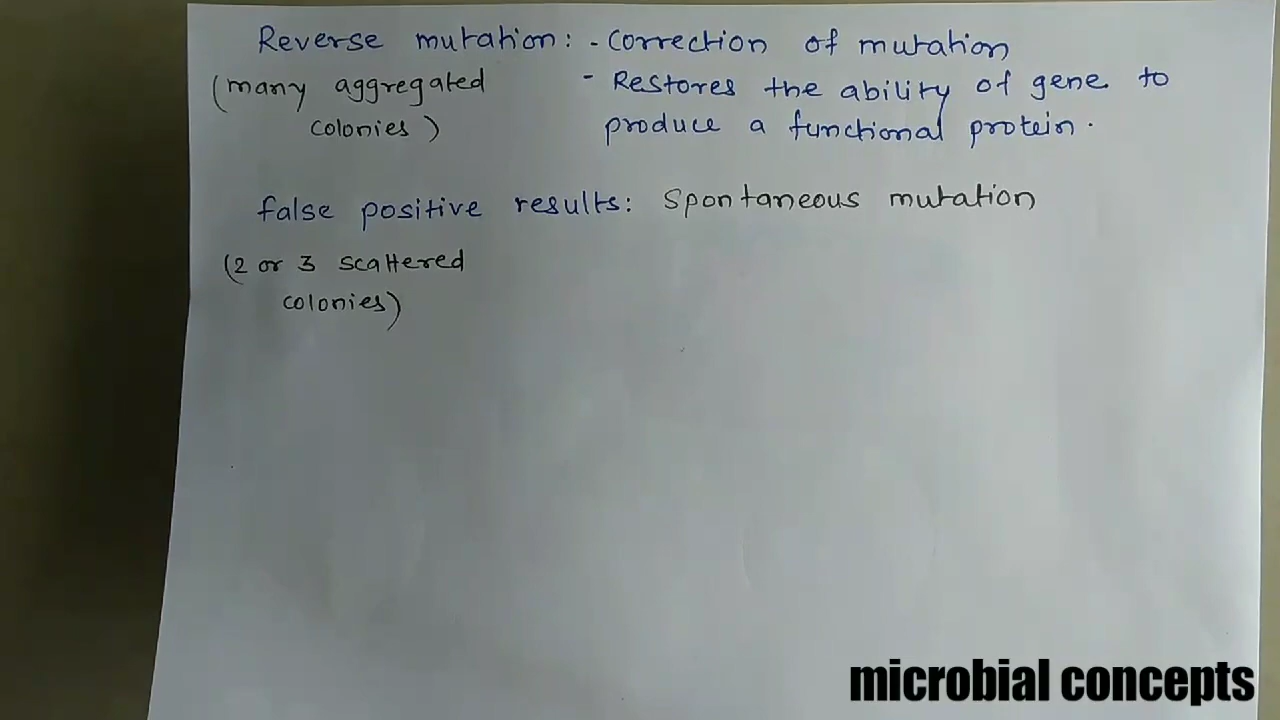 Reverse mutation: - Correction of mutation
(many aggregated - Restores the ability of gene to
colonies) produce a functional protein.
false positive results: Spontaneous mutation
(2 or 3 scattered
colonies)
microbial concepts